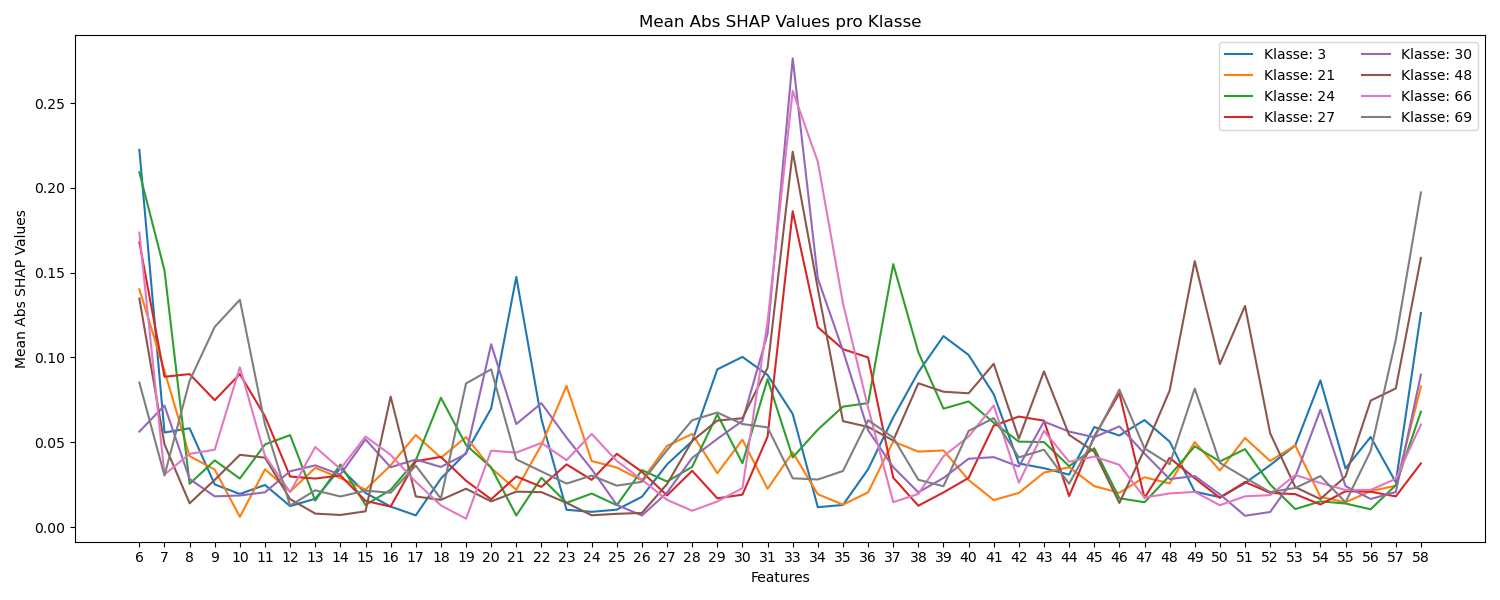 Mean Abs SHAP Values pro Klasse
Mean Abs SHAP Values
0.25
0.20
0.15
0.10
0.05
0.00
Klasse: 3
Klasse: 21
Klasse: 24
Klasse: 27
Klasse: 30
Klasse: 48
Klasse: 66
Klasse: 69
6 7 8 9 10 11 12 13 14 15 16 17 18 19 20 21 22 23 24 25 26 27 28 29 30 31 33 34 35 36 37 38 39 40 41 42 43 44 45 46 47 48 49 50 51 52 53 54 55 56 57 58
Features